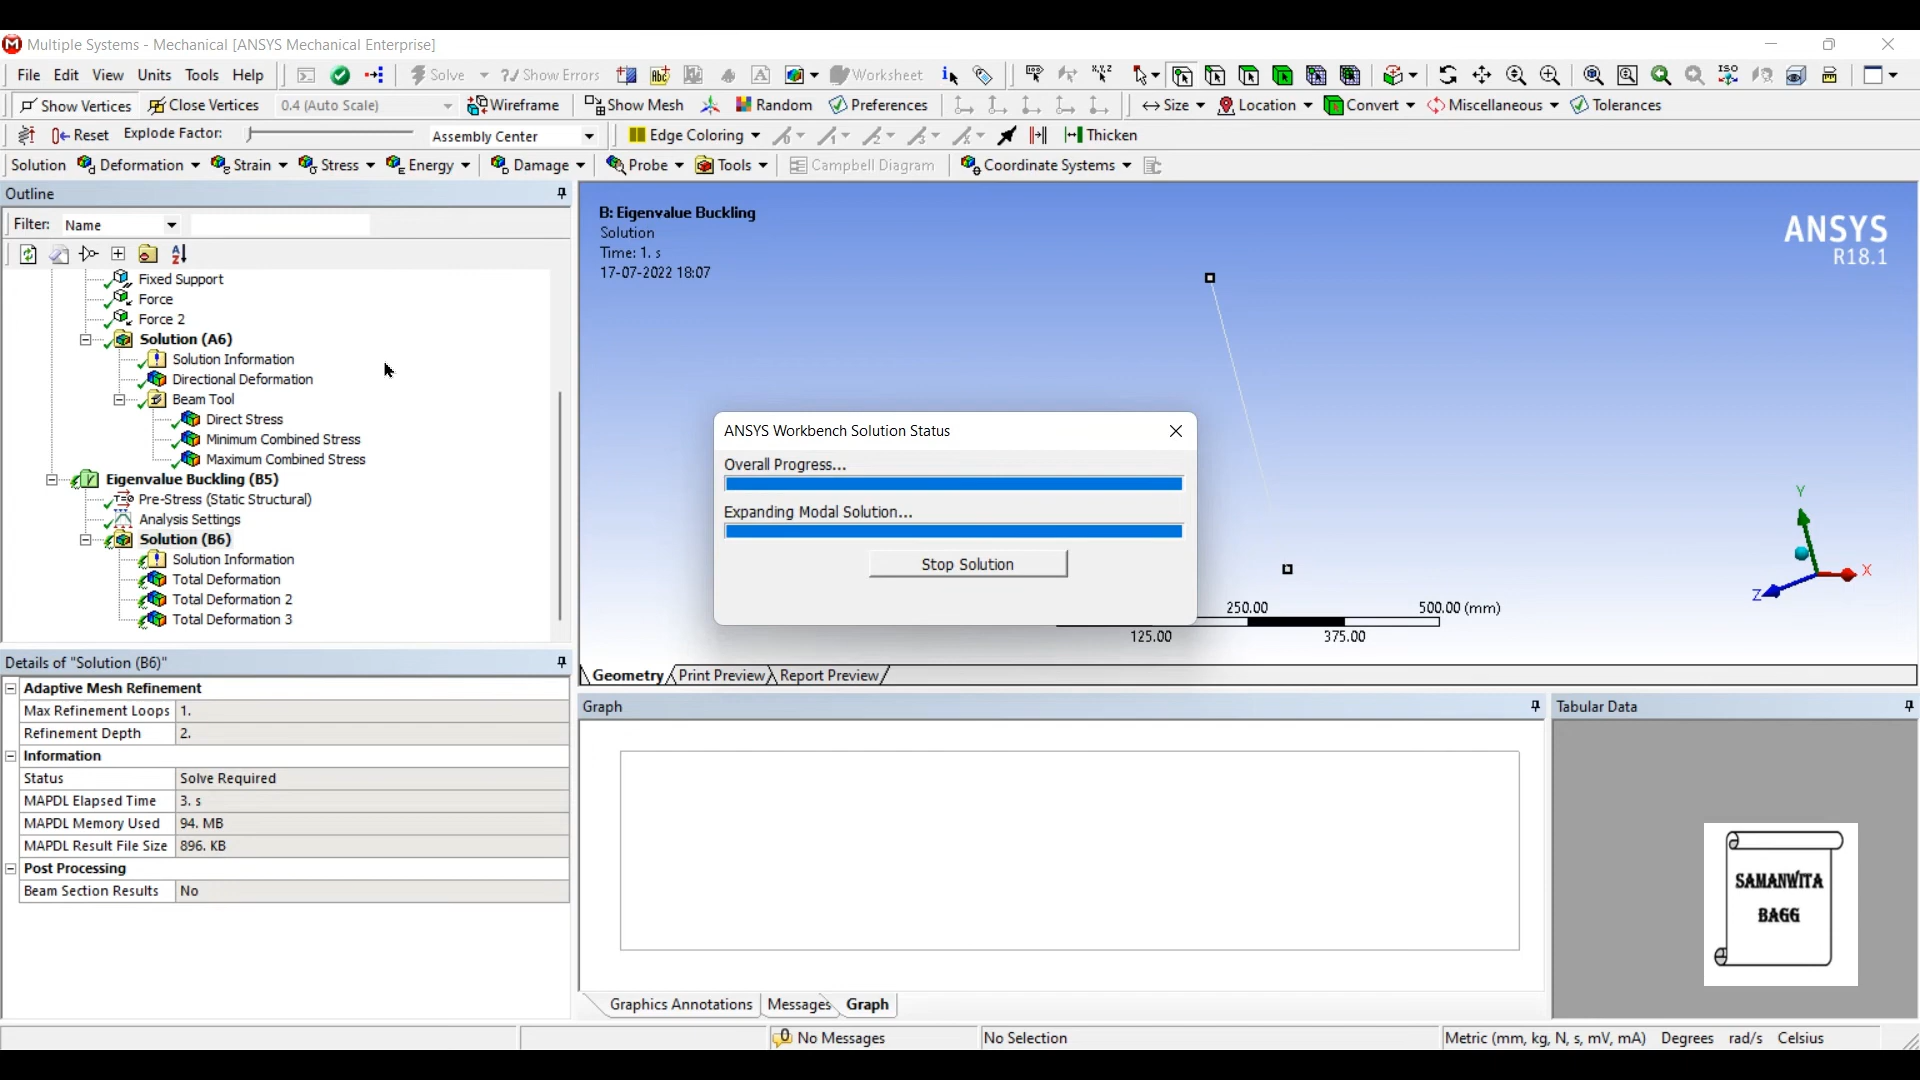 Multiple Systems - Mechanical [ANSYS Mechanical Enterprise]
File Edit View Units Tools Help Solve ?/ Show Errors Worksheet
Show Vertices Close Vertices 0.4 (Auto Scale) Wireframe Show Mesh Random Preferences Size Location Convert Miscellaneous Tolerances
Reset Explode Factor: Assembly Center Edge Coloring Thicken
Solution Deformation Strain Stress Energy Damage Probe Tools Campbell Diagram Coordinate Systems
Outline
Filter: Name
Fixed Support
Force
Force 2
Solution (A6)
Solution Information
Directional Deformation
Beam Tool
Direct Stress
Minimum Combined Stress
Maximum Combined Stress
Eigenvalue Buckling (B5)
Pre-Stress (Static Structural)
Analysis Settings
Solution (B6)
Solution Information
Total Deformation
Total Deformation 2
Total Deformation 3
Details of "Solution (B6)"
Adaptive Mesh Refinement
Max Refinement Loops 1.
Refinement Depth 2.
Information
Status Solve Required
MAPDL Elapsed Time 3. s
MAPDL Memory Used 94. MB
MAPDL Result File Size 896. KB
Post Processing
Beam Section Results No
B: Eigenvalue Buckling
Solution
Time: 1. s
17-07-2022 18:07
ANSYS
R18.1
ANSYS Workbench Solution Status
Overall Progress...
Expanding Modal Solution...
Stop Solution
Y
X
Z
250.00 500.00 (mm)
125.00 375.00
Geometry Print Preview Report Preview
Graph
Tabular Data
SAMANWITA
BAGG
Graphics Annotations Messages Graph
0 No Messages No Selection Metric (mm, kg, N, s, mV, mA) Degrees rad/s Celsius